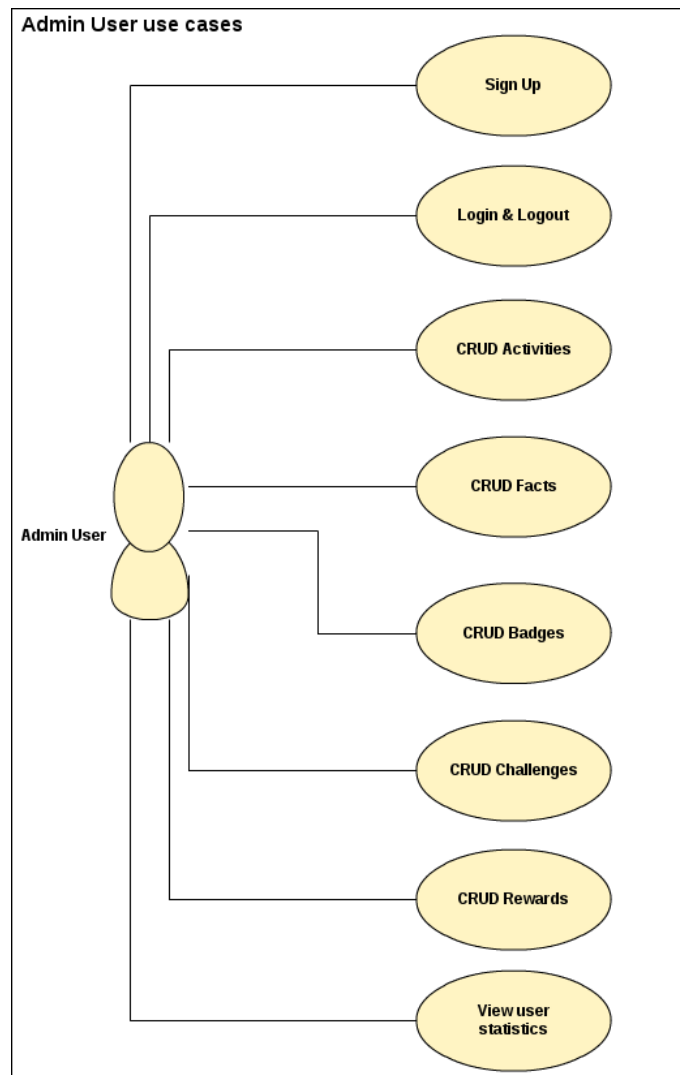 Admin User use cases
Sign Up
Login & Logout
CRUD Activities
CRUD Facts
Admin User
CRUD Badges
CRUD Challenges
CRUD Rewards
View user
statistics